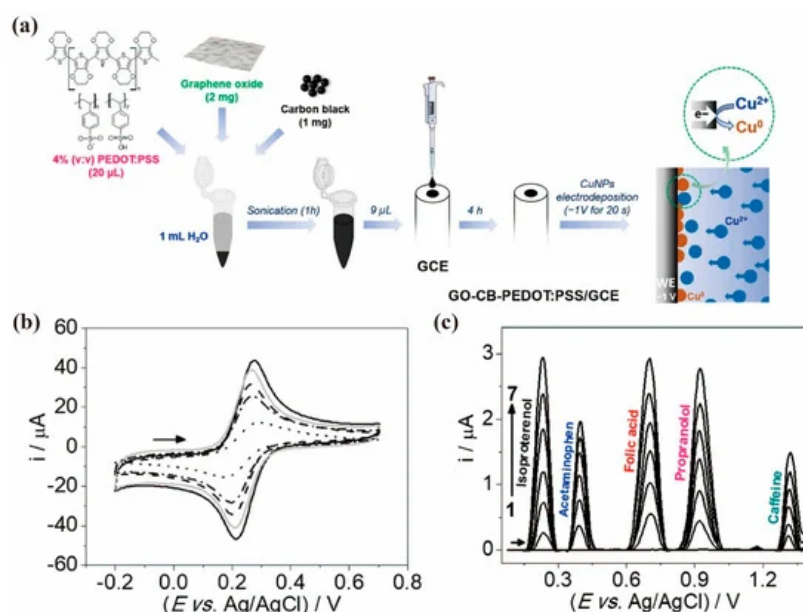 (a)
Graphene oxide
(2 mg)
Carbon black
(1 mg)
4% (v:v) PEDOT:PSS
(20 µL)
1 mL H₂O
Sonication (1h)
9 µL
4 h
CuNPs
electrodeposition
(−1V for 20 s)
GCE
GO-CB-PEDOT:PSS/GCE
e−
Cu²⁺
Cu⁰
Cu²⁺
WE
−1 V
Cu⁰
(b)
60
40
20
0
-20
-40
-60
i / µA
-0.2
0.0
0.2
0.4
0.6
0.8
(E vs. Ag/AgCl) / V
(c)
3
2
1
0
i / µA
7
1
Isoproterenol
Acetaminophen
Folic acid
Propranolol
Caffeine
0.3
0.6
0.9
1.2
(E vs. Ag/AgCl) / V